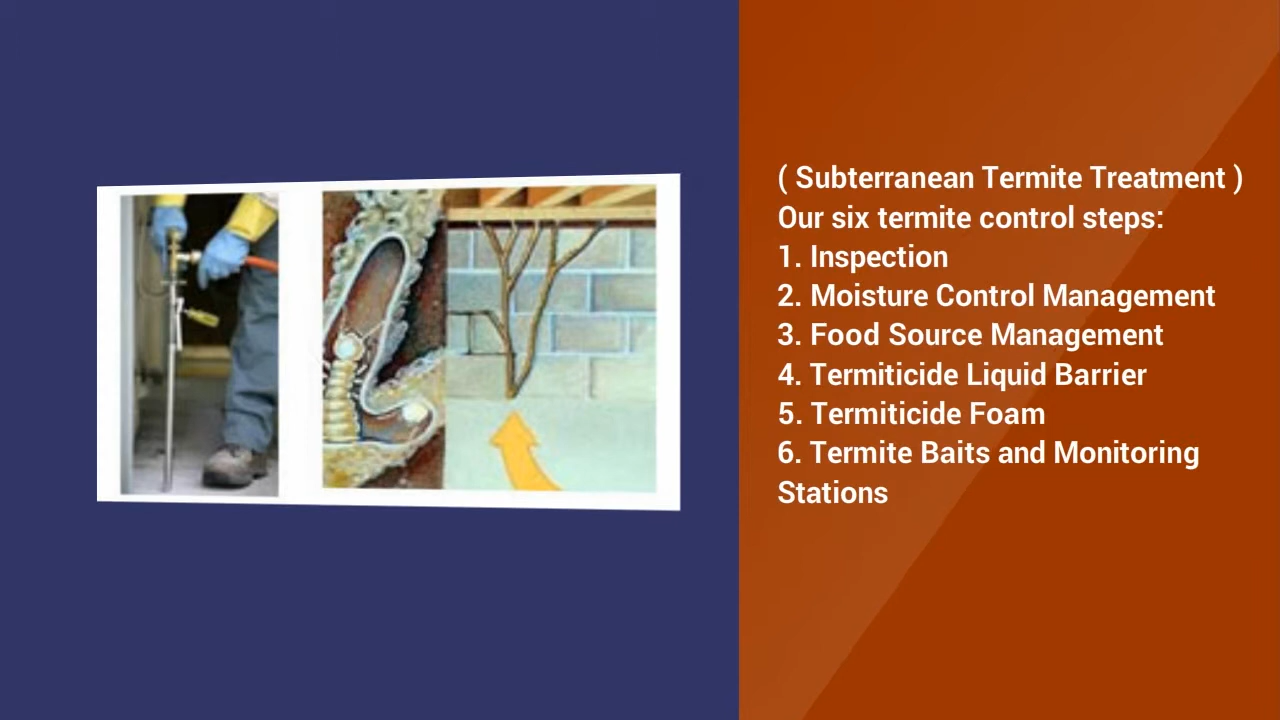 ( Subterranean Termite Treatment )
Our six termite control steps:
1. Inspection
2. Moisture Control Management
3. Food Source Management
4. Termiticide Liquid Barrier
5. Termiticide Foam
6. Termite Baits and Monitoring
Stations